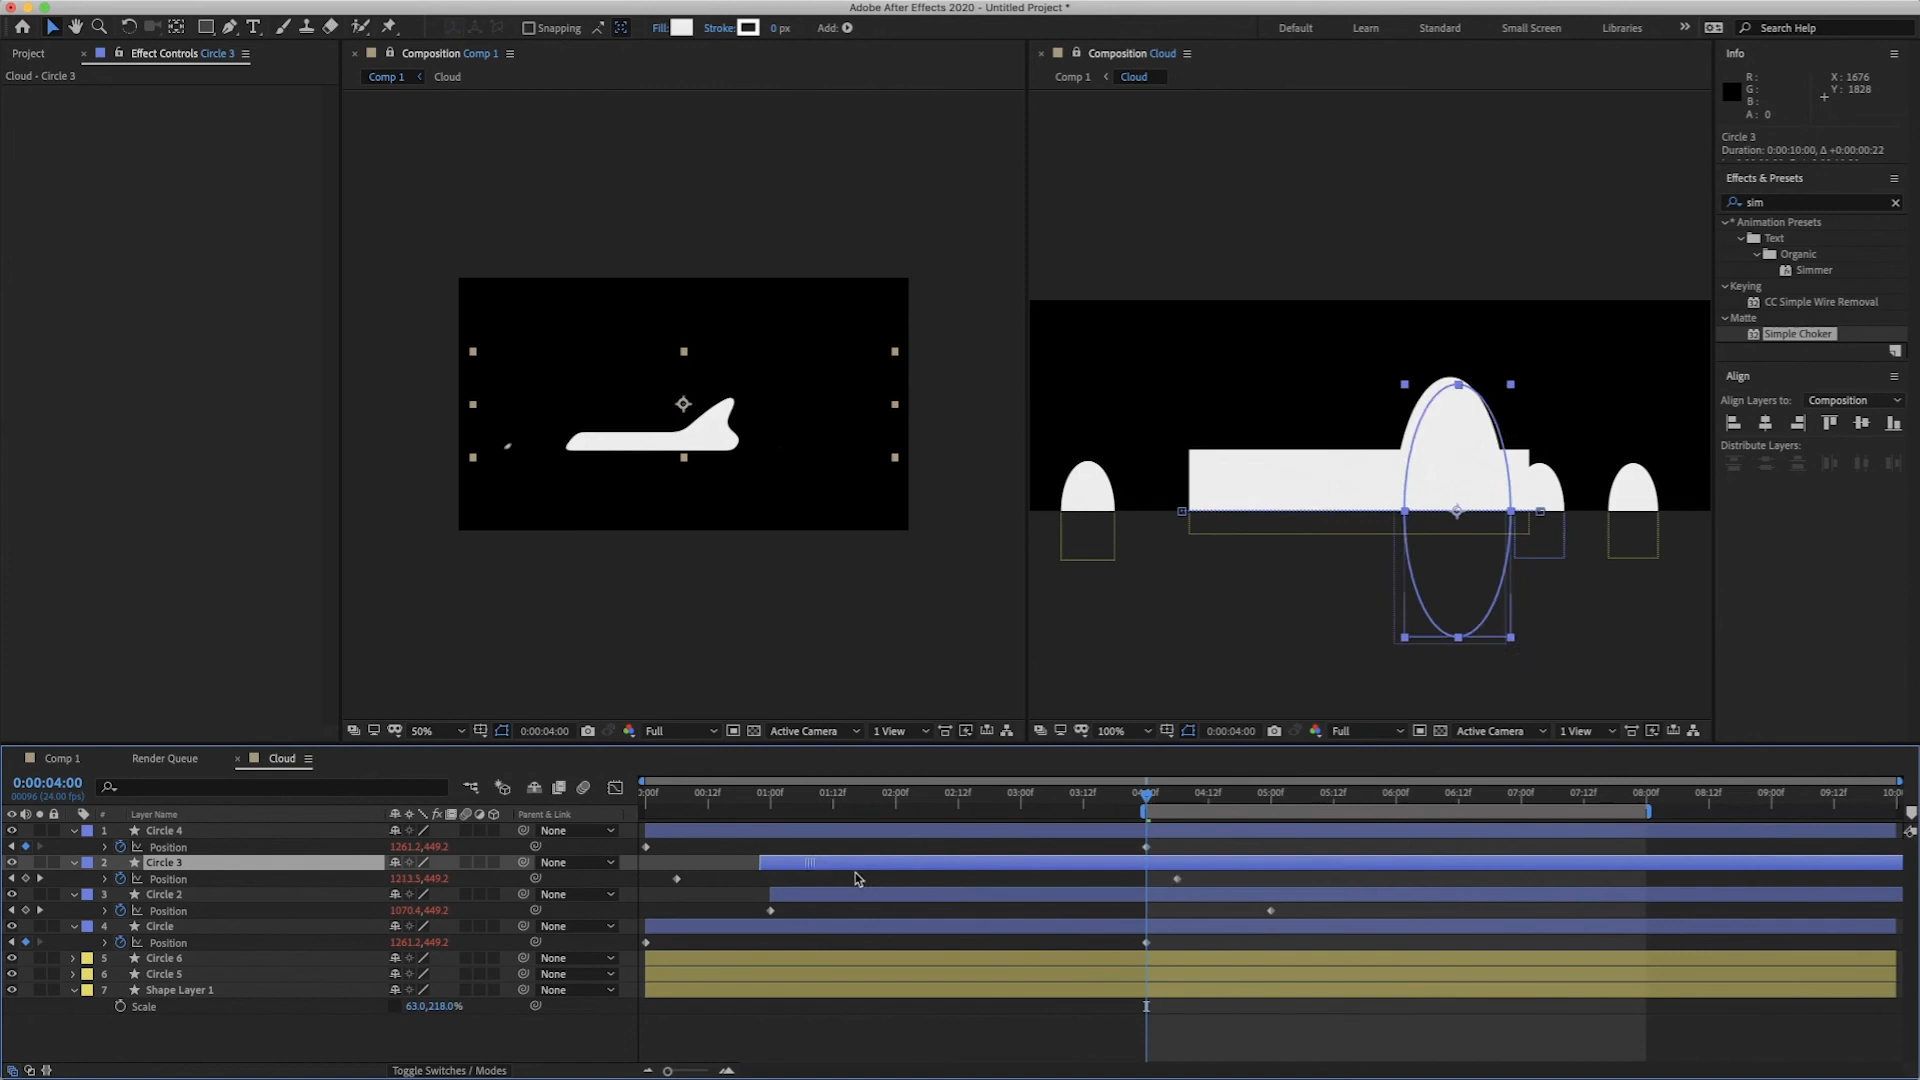 Adobe After Effects 2020 - Untitled Project *
Snapping
Fill:
Stroke:
0 px
Add:
Default
Learn
Standard
Small Screen
Libraries
Search Help
Project
Effect Controls Circle 3
Cloud • Circle 3
Composition Comp 1
Comp 1
Cloud
Composition Cloud
Comp 1
Cloud
Info
R:
G:
B:
A: 0
X: 1676
Y: 1828
Circle 3
Duration: 0:00:10:00, Δ +0:00:00:22
Effects & Presets
sim
* Animation Presets
Text
Organic
Simmer
Keying
CC Simple Wire Removal
Matte
Simple Choker
Align
Align Layers to:
Composition
Distribute Layers:
50%
0:00:04:00
Full
Active Camera
1 View
100%
0:00:04:00
Full
Active Camera
1 View
Comp 1
Render Queue
Cloud
0:00:04:00
00096 (24.00 fps)
# Layer Name
Parent & Link
00:12f
01:00f
01:12f
02:00f
02:12f
03:00f
03:12f
04:12f
05:00f
05:12f
06:00f
06:12f
07:00f
07:12f
08:00f
08:12f
09:00f
09:12f
1 Circle 4 None
Position 1261.2,449.2
2 Circle 3 None
Position 1213.3,449.2
3 Circle 2 None
Position 1070.4,449.2
4 Circle None
Position 1261.2,449.2
5 Circle 6 None
6 Circle 5 None
7 Shape Layer 1 None
Scale 63.0,218.0%
Toggle Switches / Modes